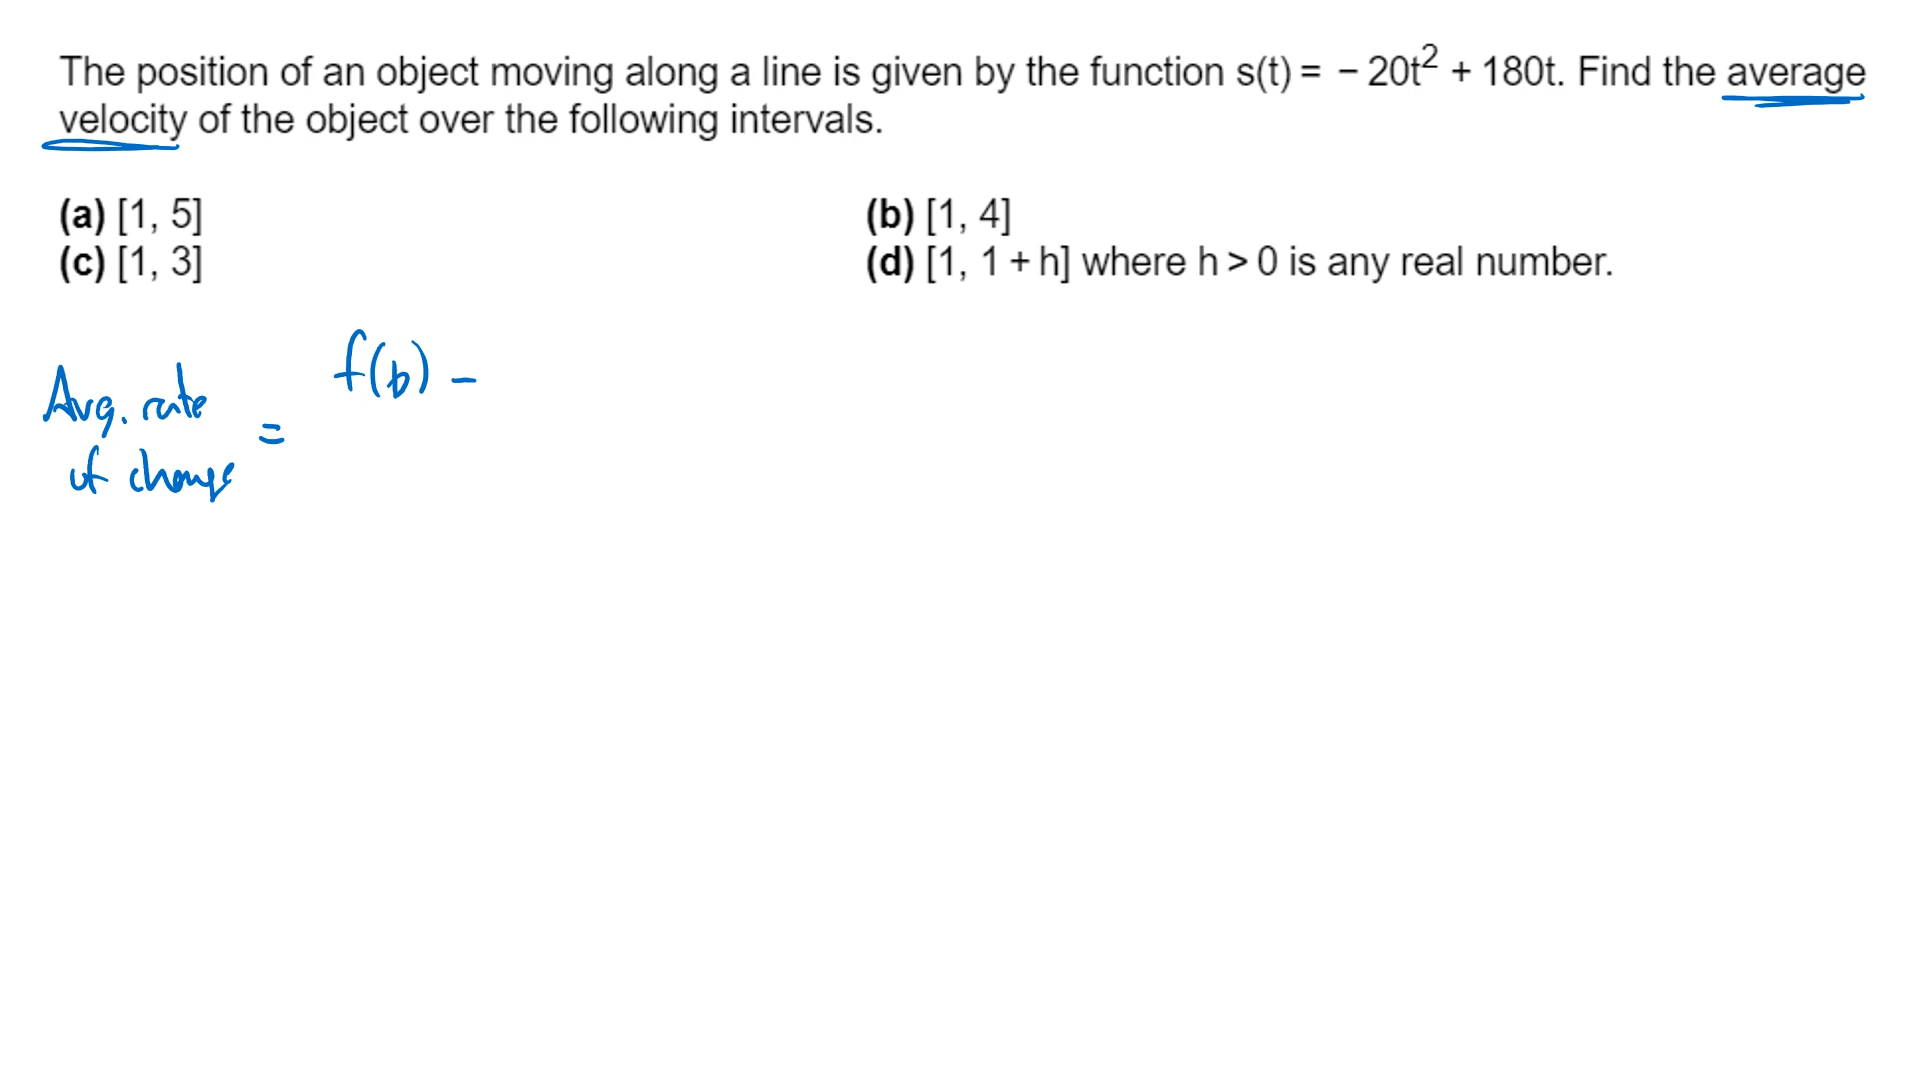 The position of an object moving along a line is given by the function s(t) = − 20t² + 180t. Find the average
velocity of the object over the following intervals.
(a) [1, 5]
(b) [1, 4]
(c) [1, 3]
(d) [1, 1 + h] where h > 0 is any real number.
Avg. rate
of change
= f(b) −